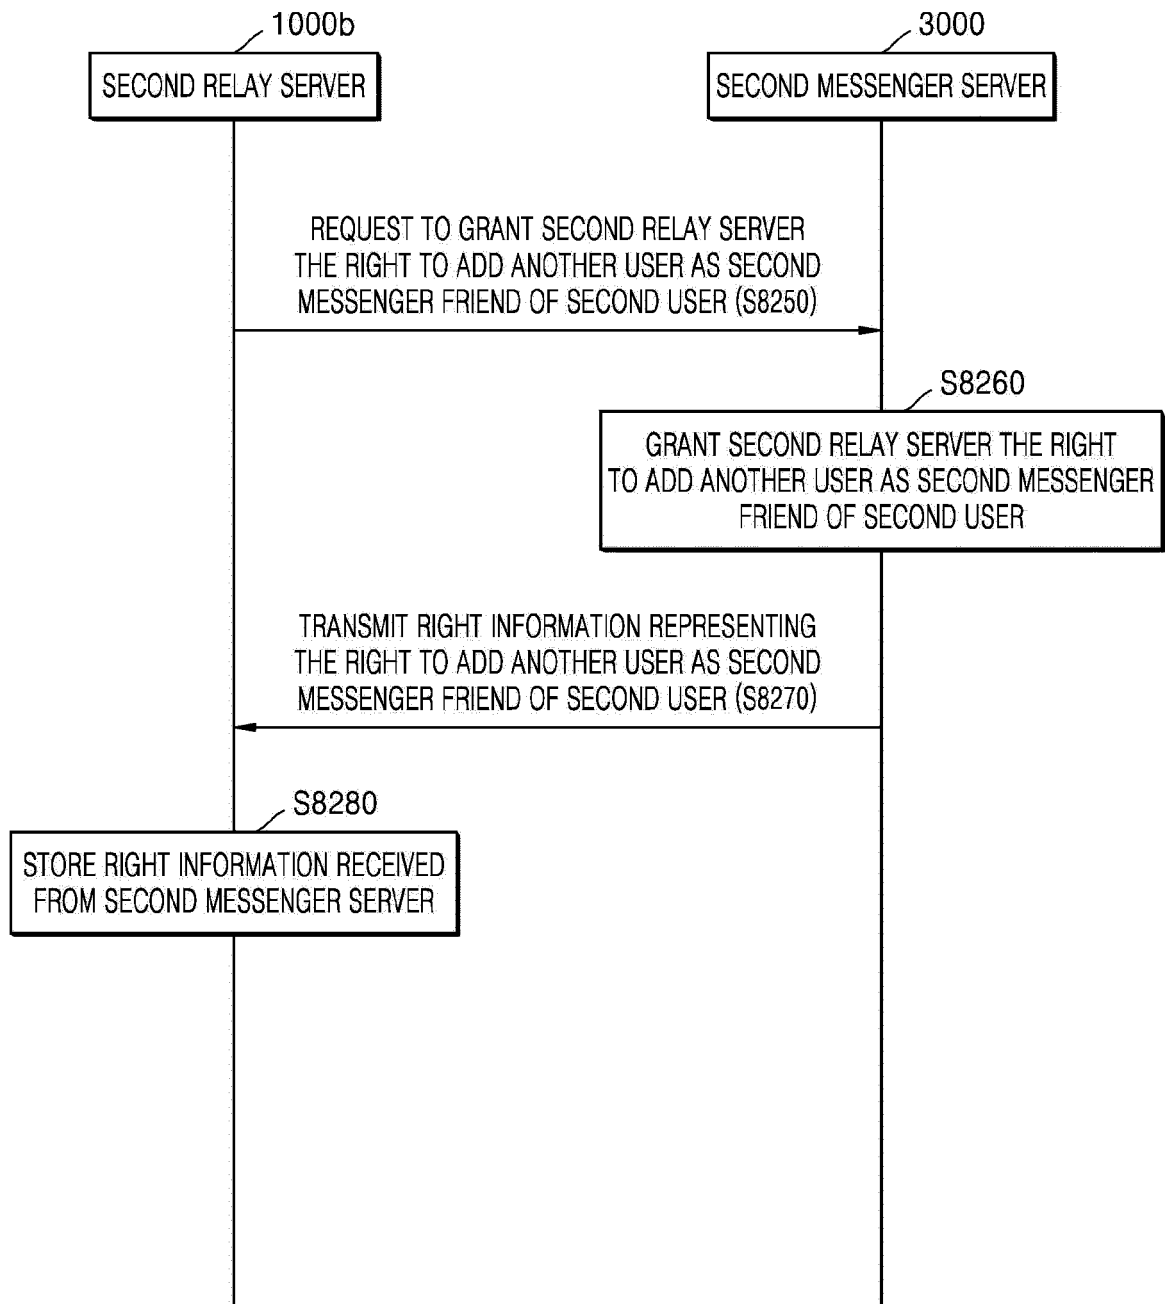 1000b
3000
SECOND RELAY SERVER
SECOND MESSENGER SERVER
REQUEST TO GRANT SECOND RELAY SERVER
THE RIGHT TO ADD ANOTHER USER AS SECOND
MESSENGER FRIEND OF SECOND USER (S8250)
S8260
GRANT SECOND RELAY SERVER THE RIGHT
TO ADD ANOTHER USER AS SECOND MESSENGER
FRIEND OF SECOND USER
TRANSMIT RIGHT INFORMATION REPRESENTING
THE RIGHT TO ADD ANOTHER USER AS SECOND
MESSENGER FRIEND OF SECOND USER (S8270)
S8280
STORE RIGHT INFORMATION RECEIVED
FROM SECOND MESSENGER SERVER